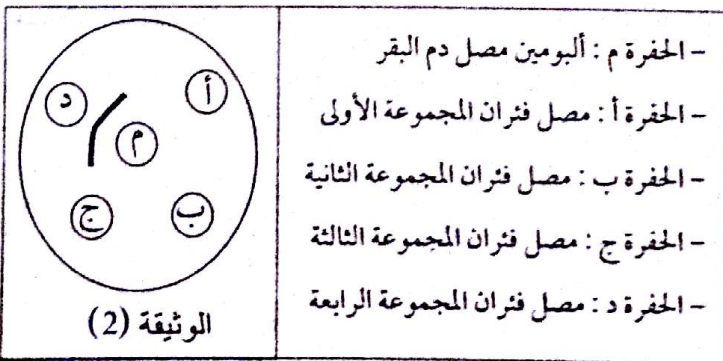 - الحفرة م : ألبومين مصل دم البقر
- الحفرة أ : مصل فئران المجموعة الأولى
- الحفرة ب : مصل فئران المجموعة الثانية
- الحفرة ج : مصل فئران المجموعة الثالثة
- الحفرة د : مصل فئران المجموعة الرابعة
أ
د
م
ب
ج
الوثيقة (2)